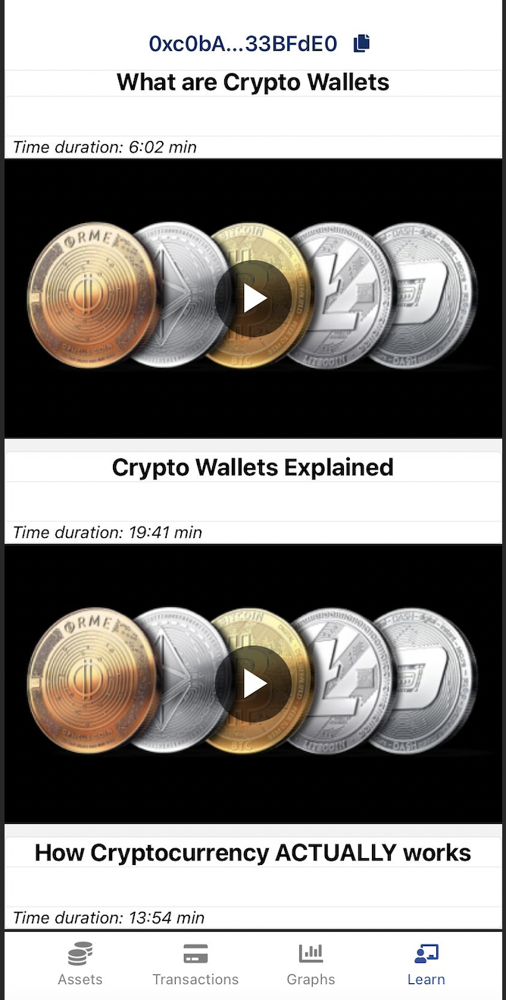 0xc0bA...33BFdE0
What are Crypto Wallets
Time duration: 6:02 min
ORME
BITCOIN
BTC
LITECOIN
DASH
Crypto Wallets Explained
Time duration: 19:41 min
ORME
BITCOIN
BTC
LITECOIN
DASH
How Cryptocurrency ACTUALLY works
Time duration: 13:54 min
Assets
Transactions
Graphs
Learn